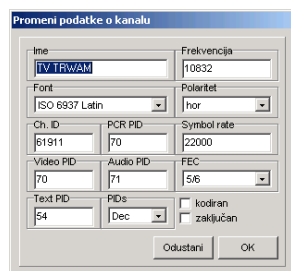 Promeni podatke o kanalu
Ime
Frekvencija
TV TRWAM
10832
Font
Polaritet
ISO 6937 Latin
hor
Ch. ID
PCR PID
Symbol rate
61911
70
22000
Video PID
Audio PID
FEC
70
71
5/6
Text PID
PIDs
kodiran
54
Dec
zaključan
Odustani
OK